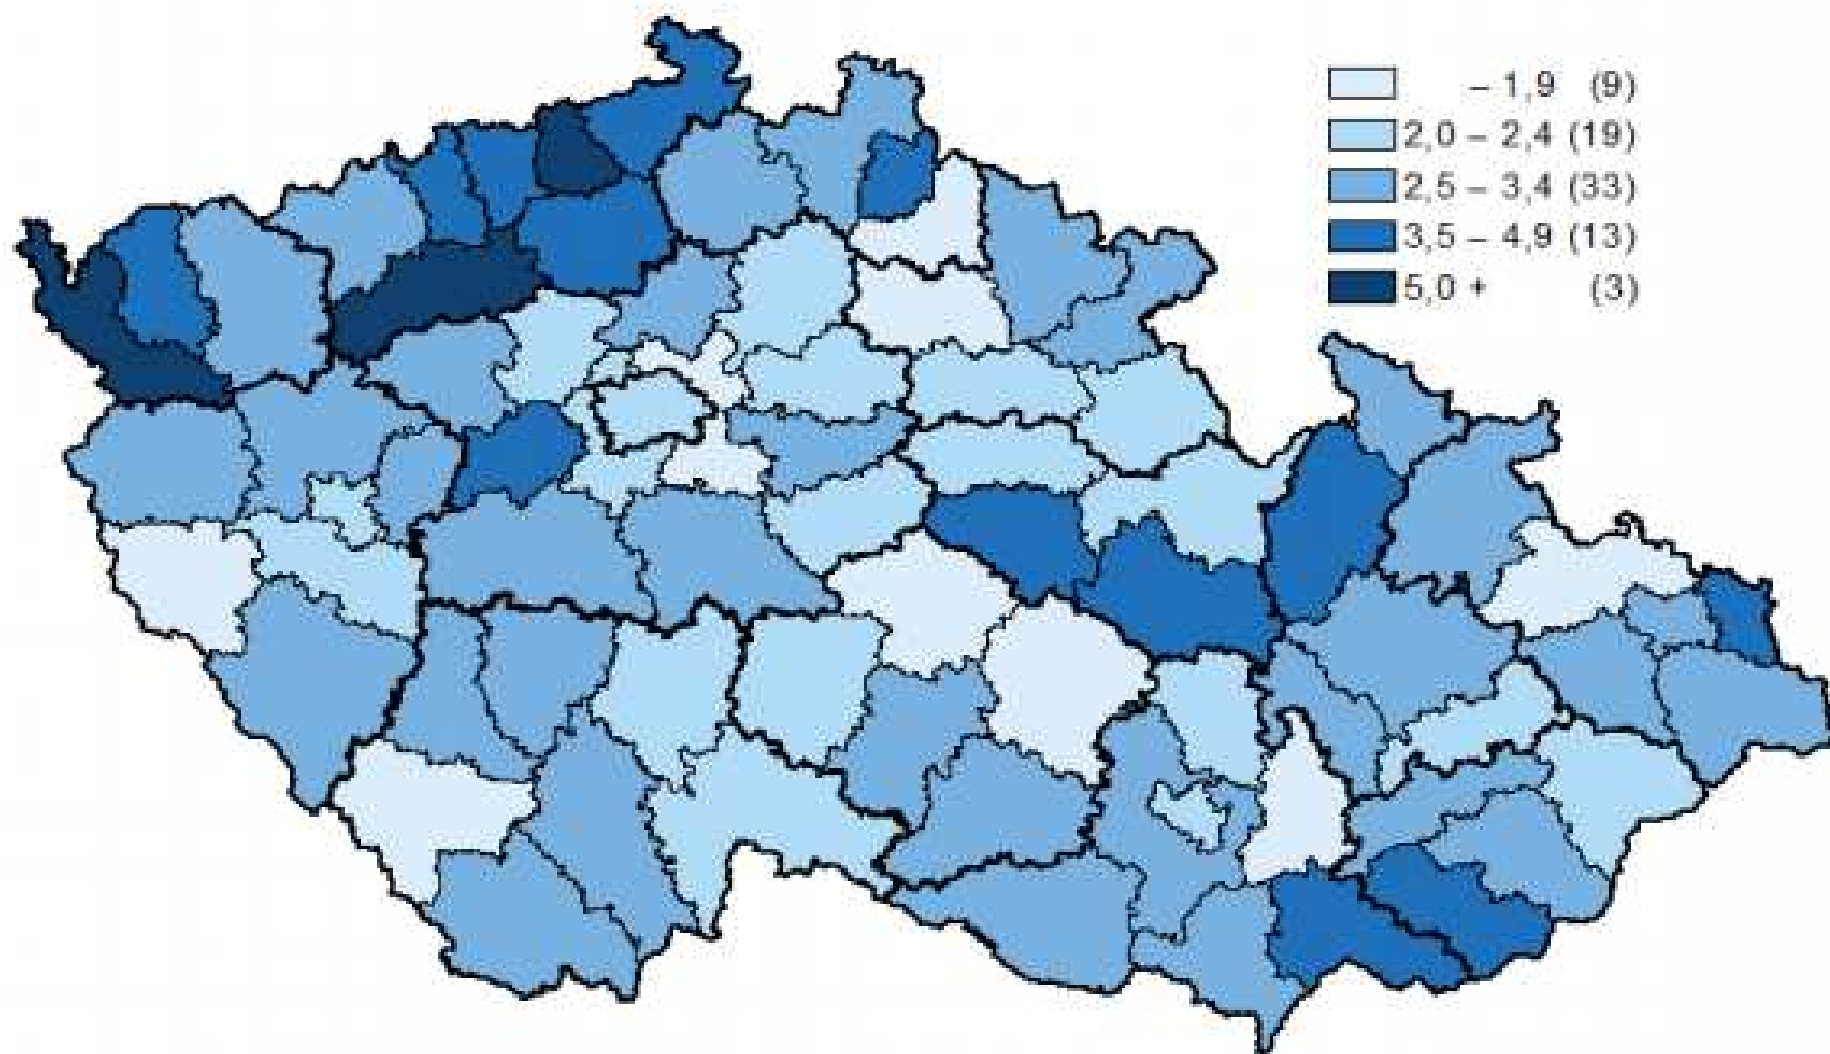 – 1,9 (9)
2,0 – 2,4 (19)
2,5 – 3,4 (33)
3,5 – 4,9 (13)
5,0 + (3)